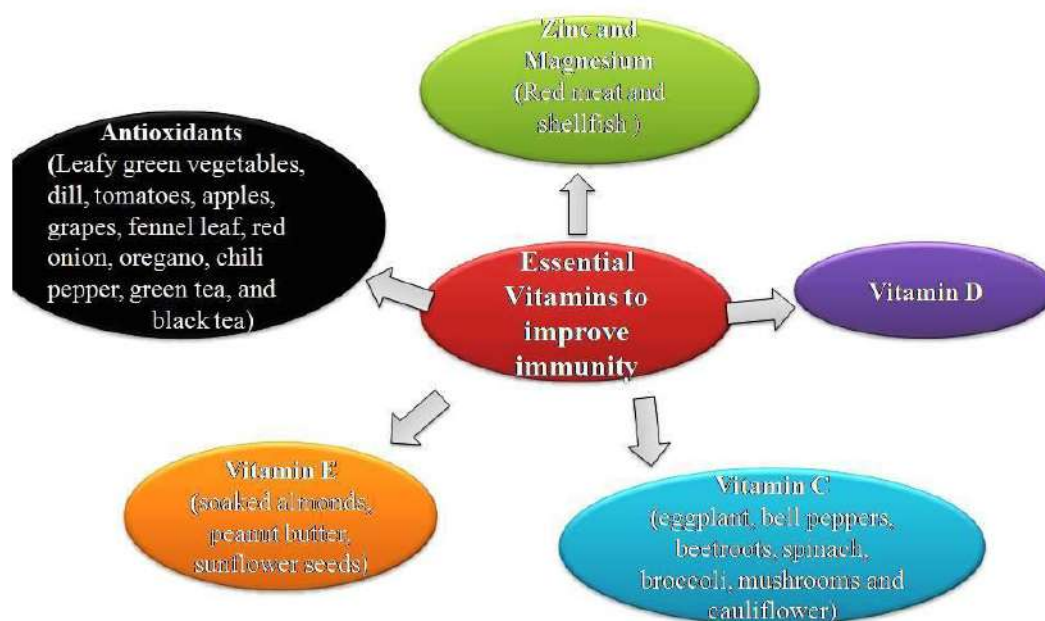 Zinc and
Magnesium
(Red meat and
shellfish )
Antioxidants
(Leafy green vegetables,
dill, tomatoes, apples,
grapes, fennel leaf, red
onion, oregano, chili
pepper, green tea, and
black tea)
Essential
Vitamins to
improve
immunity
Vitamin D
Vitamin E
(soaked almonds,
peanut butter,
sunflower seeds)
Vitamin C
(eggplant, bell peppers,
beetroots, spinach,
broccoli, mushrooms and
cauliflower)